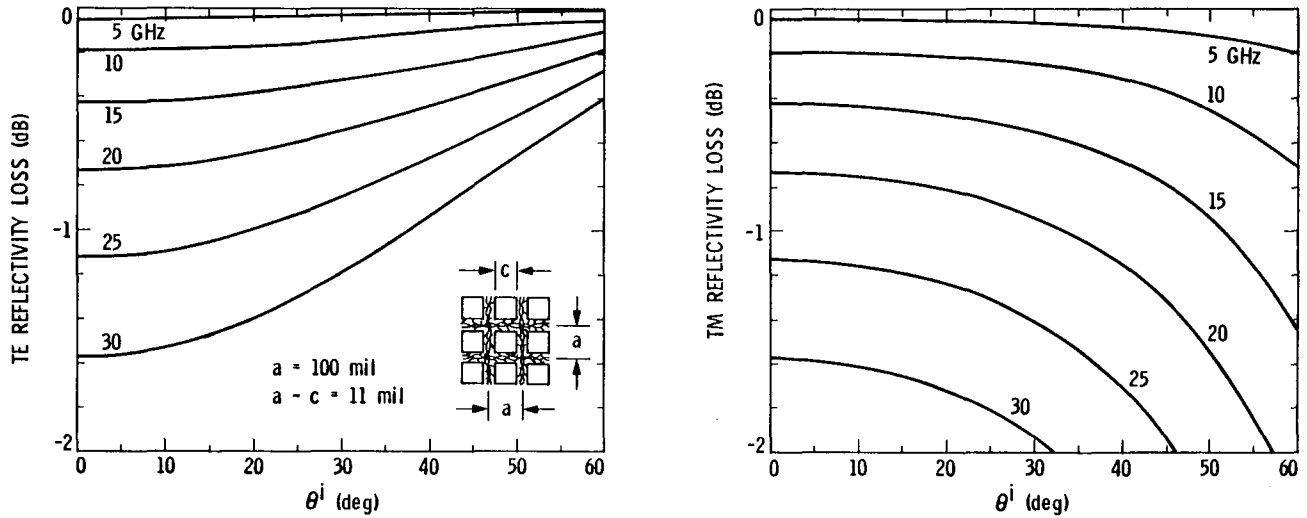 TE REFLECTIVITY LOSS (dB)
0
-1
-2
5 GHz
10
15
20
25
30
a = 100 mil
a - c = 11 mil
c
a
a
0
10
20
30
40
50
60
θⁱ (deg)
TM REFLECTIVITY LOSS (dB)
0
-1
-2
5 GHz
10
15
20
25
30
0
10
20
30
40
50
60
θⁱ (deg)